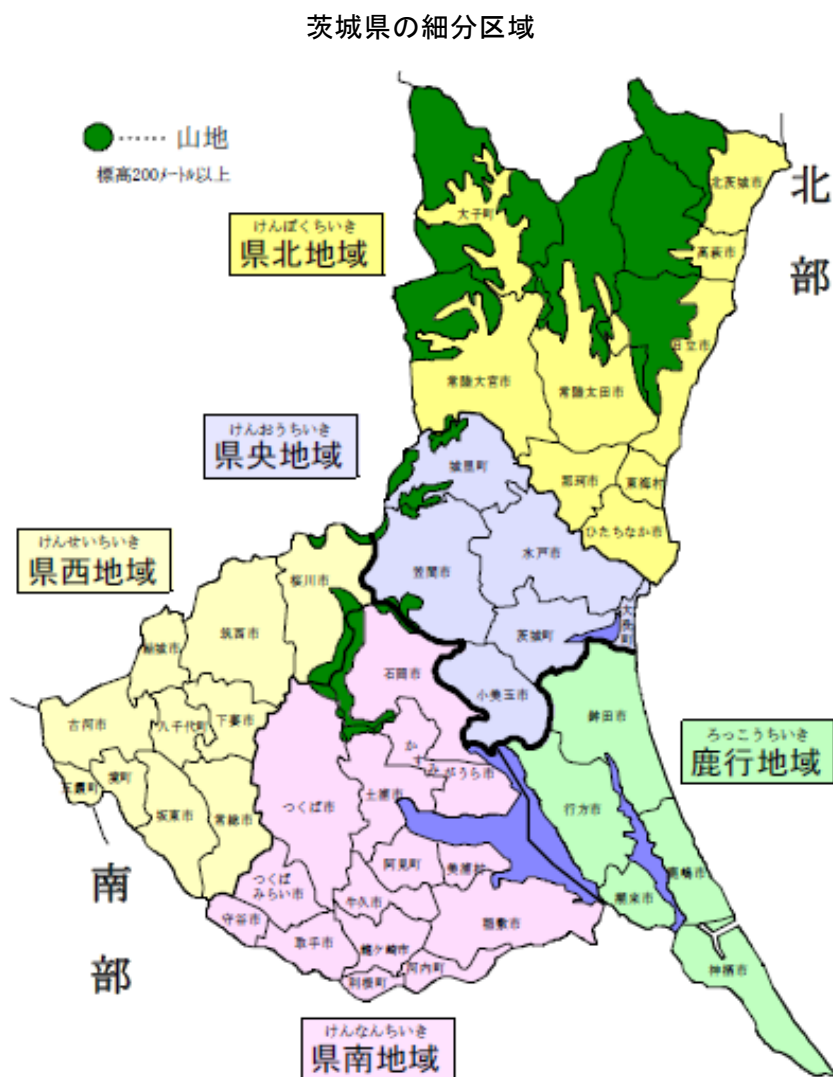 茨城県の細分区域
●…… 山地
標高200メートル以上
北部
けんぽくちいき
県北地域
北茨城市
大子町
高萩市
日立市
常陸大宮市
常陸太田市
けんおうちいき
県央地域
城里町
那珂市
東海村
ひたちなか市
水戸市
笠間市
けんせいちいき
県西地域
桜川市
筑西市
茨城町
大洗町
結城市
石岡市
小美玉市
鉾田市
古河市
八千代町
下妻市
かすみがうら市
ろっこうちいき
鹿行地域
五霞町
境町
坂東市
常総市
つくば市
土浦市
行方市
南部
阿見町
美浦村
鹿嶋市
つくば
みらい市
牛久市
潮来市
守谷市
取手市
龍ケ崎市
稲敷市
利根町
河内町
神栖市
けんなんちいき
県南地域